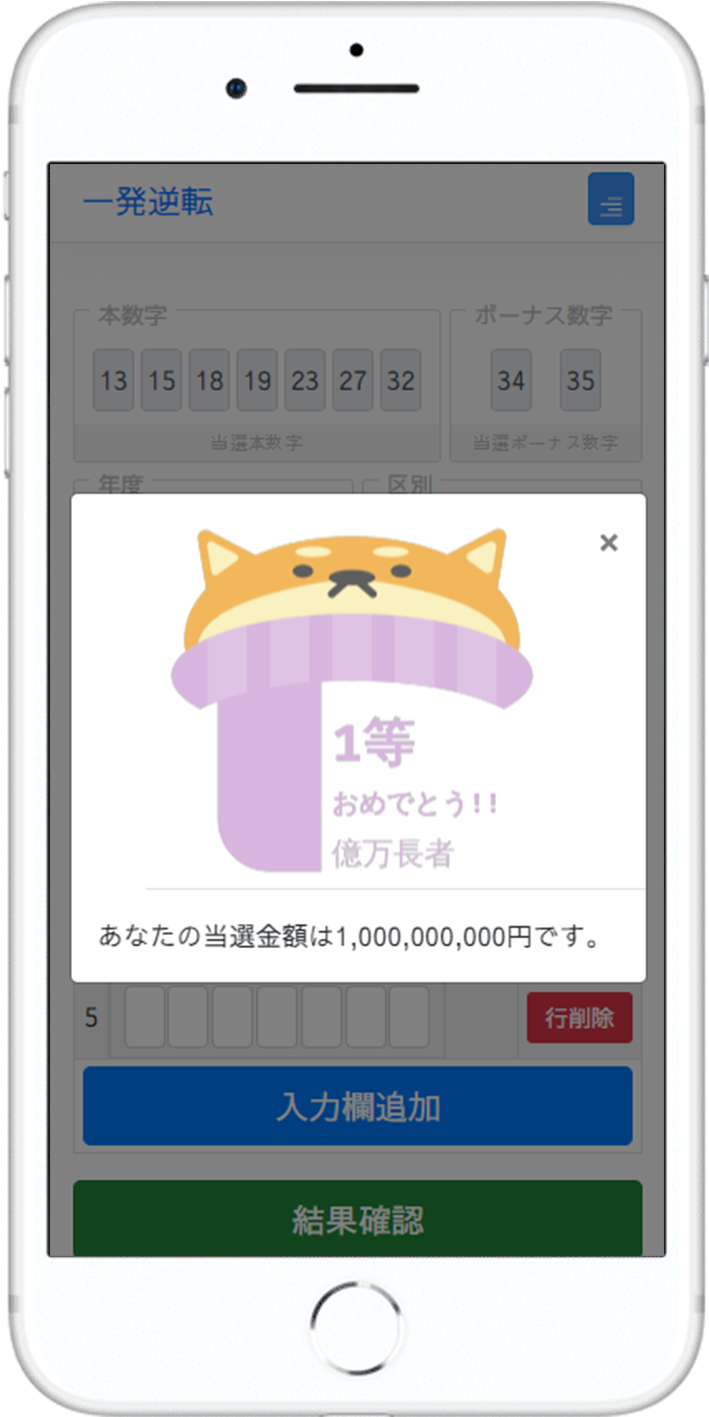 一発逆転
本数字
ボーナス数字
13 15 18 19 23 27 32
34 35
当選本数字
当選ボーナス数字
年度
区別
×
1等
おめでとう!!
億万長者
あなたの当選金額は1,000,000,000円です。
5
行削除
入力欄追加
結果確認